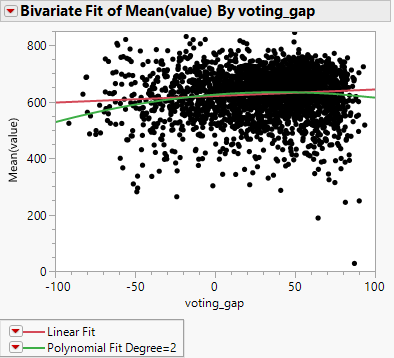 Bivariate Fit of Mean(value) By voting_gap
800
600
400
200
0
Mean(value)
-100
-50
0
50
100
voting_gap
Linear Fit
Polynomial Fit Degree=2